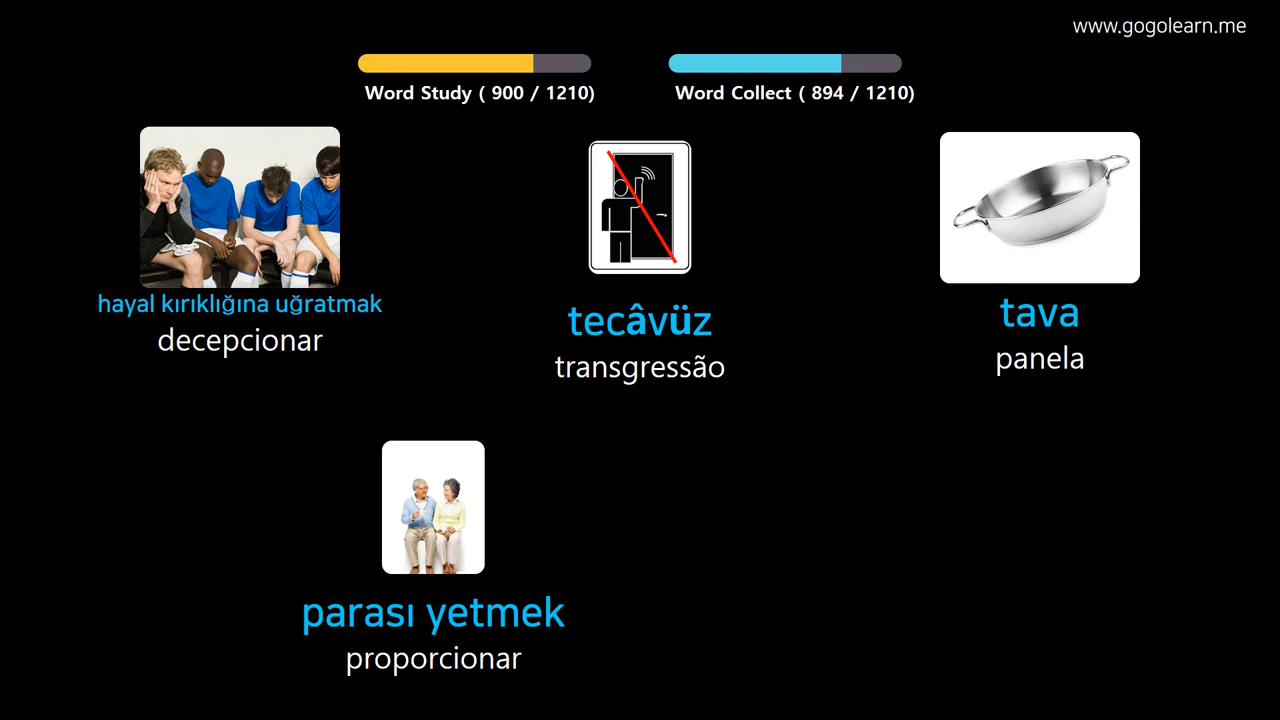 www.gogolearn.me
Word Study ( 900 / 1210)
Word Collect ( 894 / 1210)
hayal kırıklığına uğratmak
decepcionar
tecâvüz
transgressão
tava
panela
parası yetmek
proporcionar